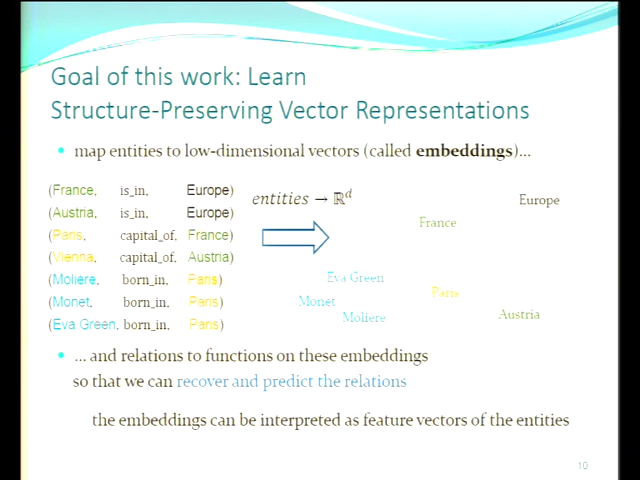 Goal of this work: Learn
Structure-Preserving Vector Representations
• map entities to low-dimensional vectors (called embeddings)...
(France, is_in, Europe)
(Austria, is_in, Europe)
(Paris, capital_of, France)
(Vienna, capital_of, Austria)
(Molière, born_in, Paris)
(Monet, born_in, Paris)
(Eva Green, born_in, Paris)
entities → ℝᵈ
Europe
France
Eva Green
Paris
Monet
Moliere
Austria
• ... and relations to functions on these embeddings
so that we can recover and predict the relations
the embeddings can be interpreted as feature vectors of the entities
10